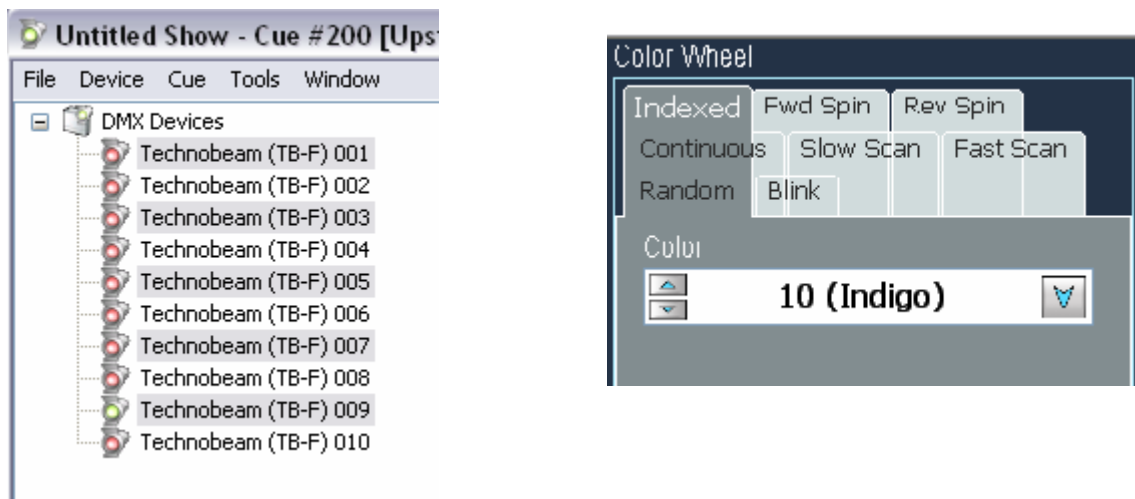 Untitled Show - Cue #200 [Ups
File Device Cue Tools Window
DMX Devices
Technobeam (TB-F) 001
Technobeam (TB-F) 002
Technobeam (TB-F) 003
Technobeam (TB-F) 004
Technobeam (TB-F) 005
Technobeam (TB-F) 006
Technobeam (TB-F) 007
Technobeam (TB-F) 008
Technobeam (TB-F) 009
Technobeam (TB-F) 010
Color Wheel
Indexed Fwd Spin Rev Spin
Continuous Slow Scan Fast Scan
Random Blink
Color
10 (Indigo)